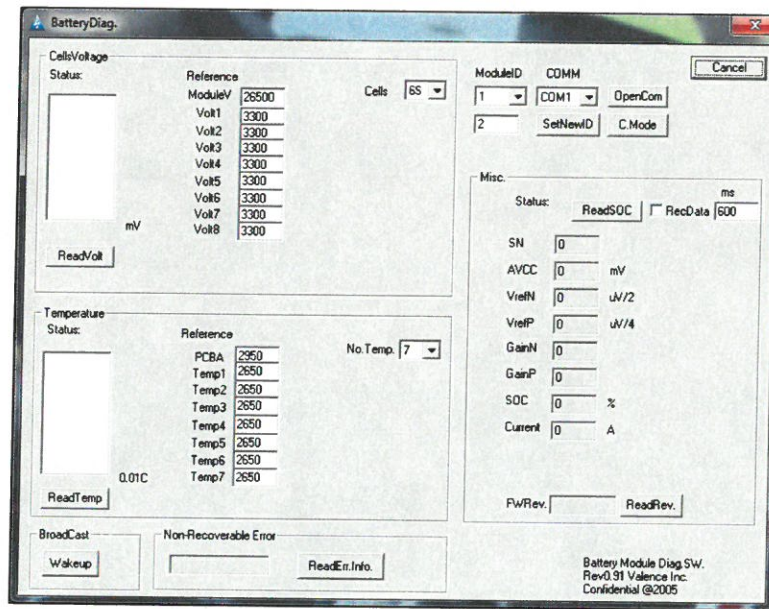 BatteryDiag.
Cancel
CellsVoltage
Status:
Reference
ModuleV 26500
Volt1 3300
Volt2 3300
Volt3 3300
Volt4 3300
Volt5 3300
Volt6 3300
Volt7 3300
Volt8 3300
Cells 6S
mV
ReadVolt
ModuleID COMM
1 COM1 OpenCom
2 SetNewID C.Mode
Misc.
Status: ReadSOC RecData ms 600
SN 0
AVCC 0 mV
VrefN 0 uV/2
VrefP 0 uV/4
GainN 0
GainP 0
SOC 0 %
Current 0 A
FWRev. ReadRev.
Temperature
Status:
Reference
PCBA 2950
Temp1 2650
Temp2 2650
Temp3 2650
Temp4 2650
Temp5 2650
Temp6 2650
Temp7 2650
No.Temp. 7
0.01C
ReadTemp
BroadCast
Wakeup
Non-Recoverable Error
ReadErr.Info.
Battery Module Diag.SW.
Rev0.91 Valence Inc.
Confidential @2005